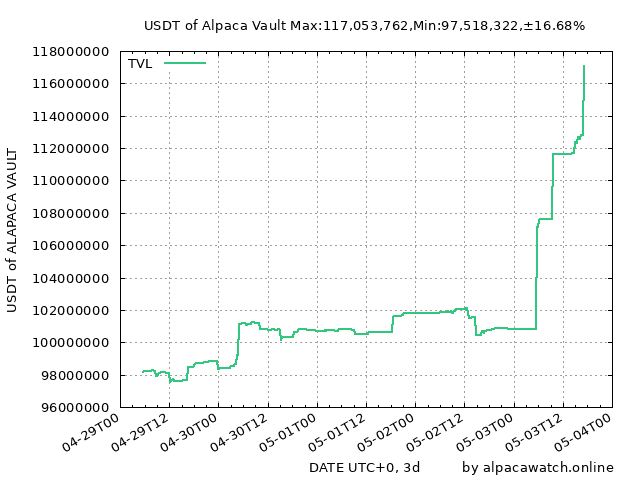 USDT of Alpaca Vault Max:117,053,762,Min:97,518,322,±16.68%
118000000
TVL
116000000
114000000
112000000
110000000
108000000
106000000
104000000
102000000
100000000
98000000
96000000
USDT of ALAPACA VAULT
04-29T00
04-29T12
04-30T00
04-30T12
05-01T00
05-01T12
05-02T00
05-02T12
05-03T00
05-03T12
05-04T00
DATE UTC+0, 3d
by alpacawatch.online